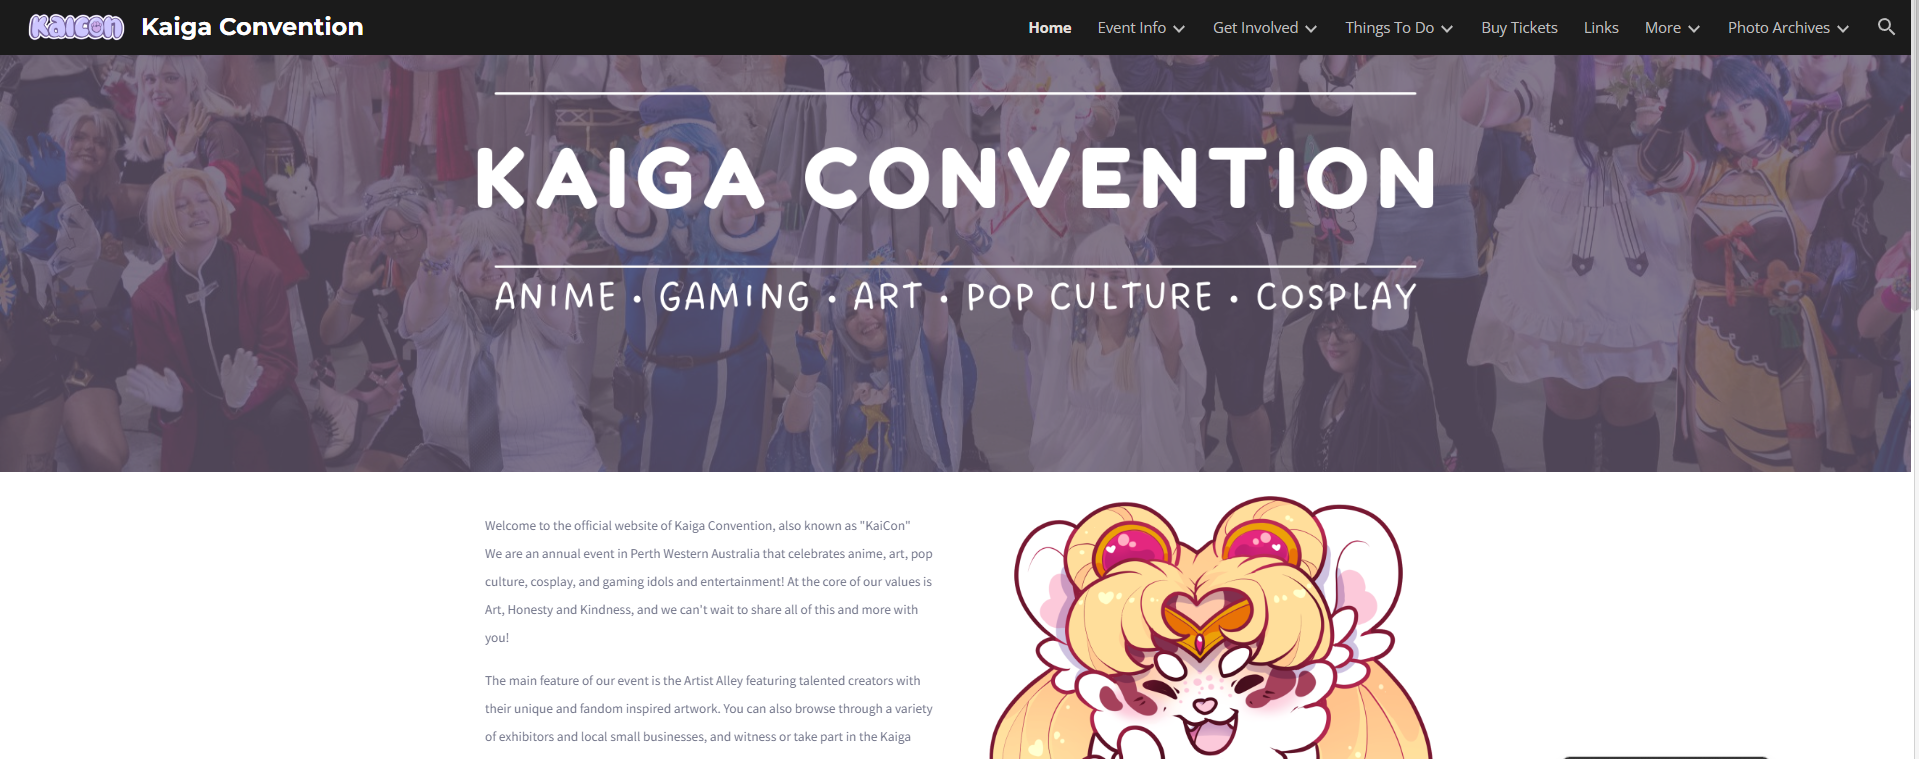 KAICON Kaiga Convention Home Event Info Get Involved Things To Do Buy Tickets Links More Photo Archives
KAIGA CONVENTION
ANIME • GAMING • ART • POP CULTURE • COSPLAY
Welcome to the official website of Kaiga Convention, also known as "KaiCon"
We are an annual event in Perth Western Australia that celebrates anime, art, pop
culture, cosplay, and gaming idols and entertainment! At the core of our values is
Art, Honesty and Kindness, and we can't wait to share all of this and more with
you!
The main feature of our event is the Artist Alley featuring talented creators with
their unique and fandom inspired artwork. You can also browse through a variety
of exhibitors and local small businesses, and witness or take part in the Kaiga